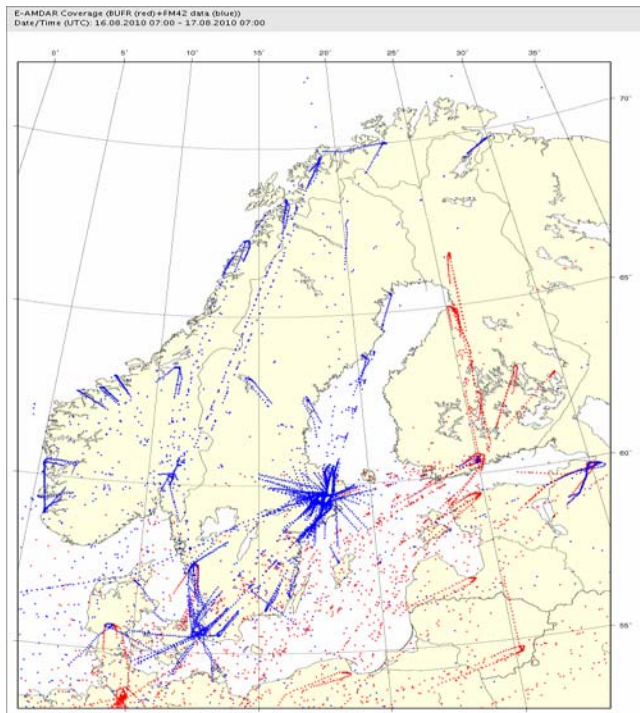 E-AMDAR Coverage (BUFR (red)+FM42 data (blue))
Date/Time (UTC): 16.08.2010 07:00 - 17.08.2010 07:00
0° 5° 10° 15° 20° 25° 30° 35°
70°
65°
60°
55°